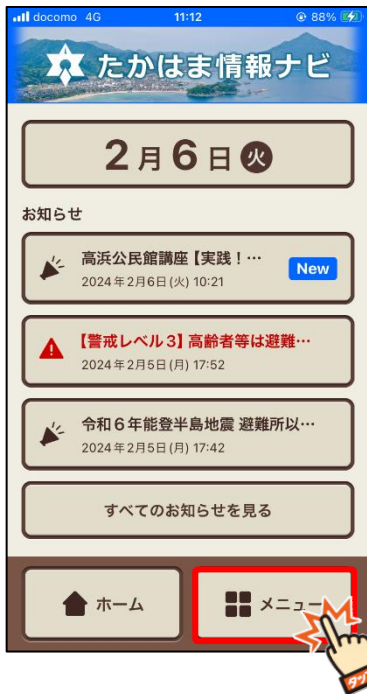 docomo 4G 11:12 88%
たかはま情報ナビ
2月6日火
お知らせ
高浜公民館講座【実践！…
2024年2月6日(火) 10:21
New
【警戒レベル3】高齢者等は避難…
2024年2月5日(月) 17:52
令和6年能登半島地震 避難所以…
2024年2月5日(月) 17:42
すべてのお知らせを見る
ホーム
メニュー
タップ